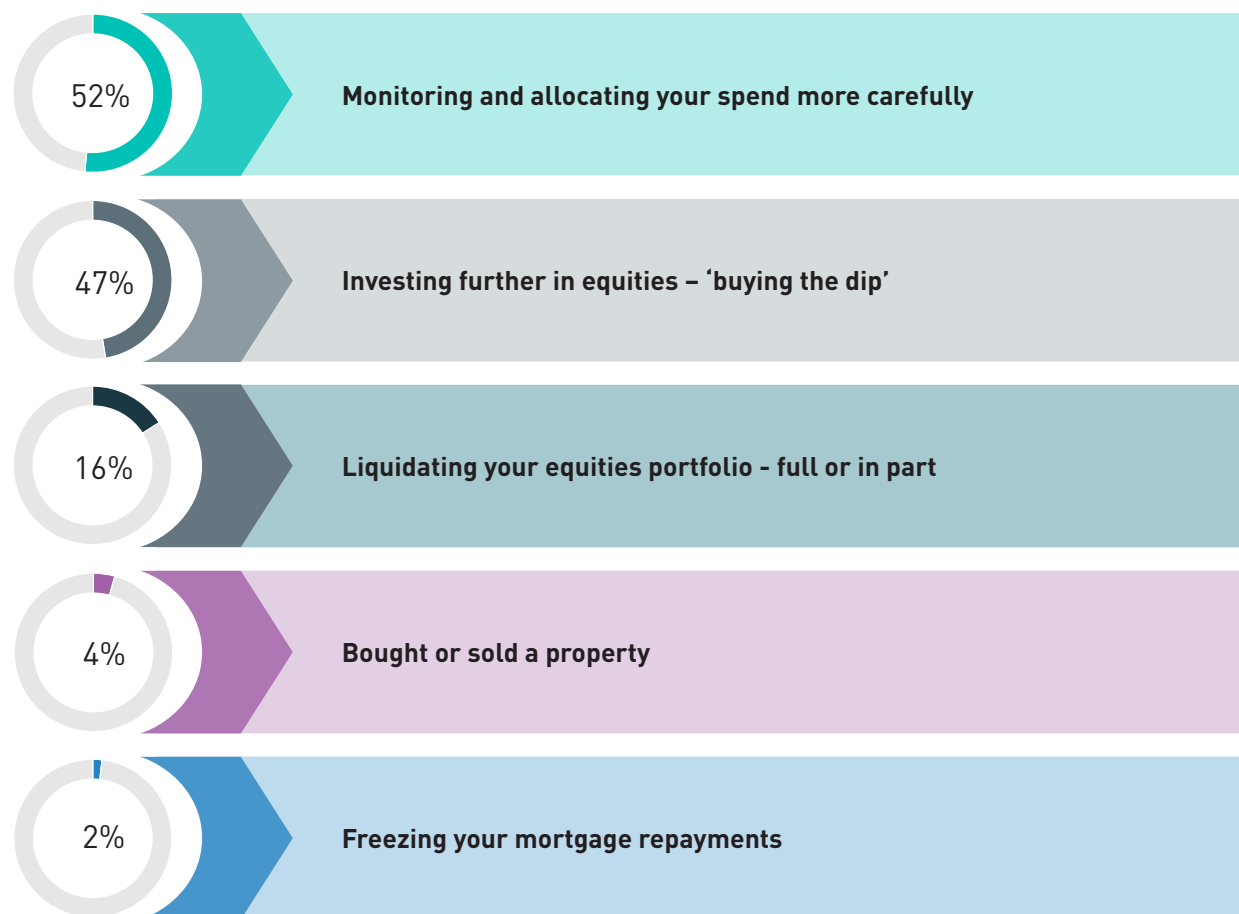 52%
Monitoring and allocating your spend more carefully
47%
Investing further in equities – ‘buying the dip’
16%
Liquidating your equities portfolio - full or in part
4%
Bought or sold a property
2%
Freezing your mortgage repayments